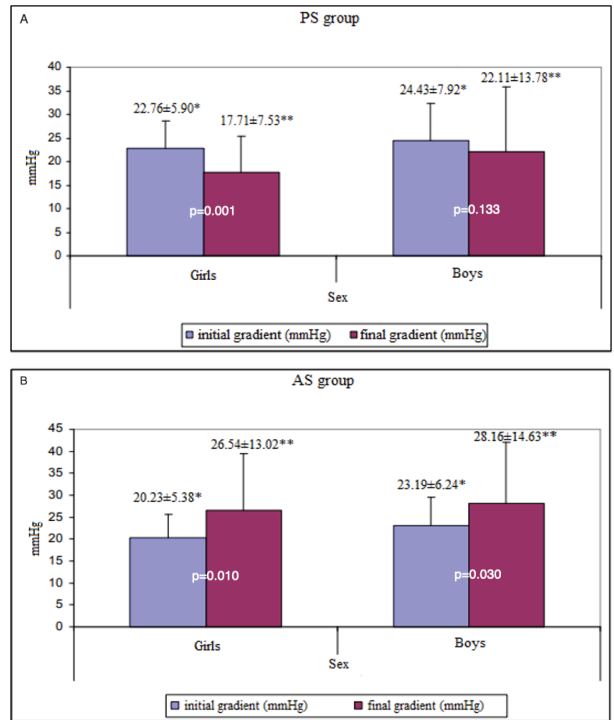 A
PS group
40
35
30
25
20
15
10
5
0
mmHg
22.76±5.90*
17.71±7.53**
24.43±7.92*
22.11±13.78**
p=0.001
p=0.133
Girls
Boys
Sex
initial gradient (mmHg)
final gradient (mmHg)
B
AS group
45
40
35
30
25
20
15
10
5
0
mmHg
20.23±5.38*
26.54±13.02**
23.19±6.24*
28.16±14.63**
p=0.010
p=0.030
Girls
Boys
Sex
initial gradient (mmHg)
final gradient (mmHg)